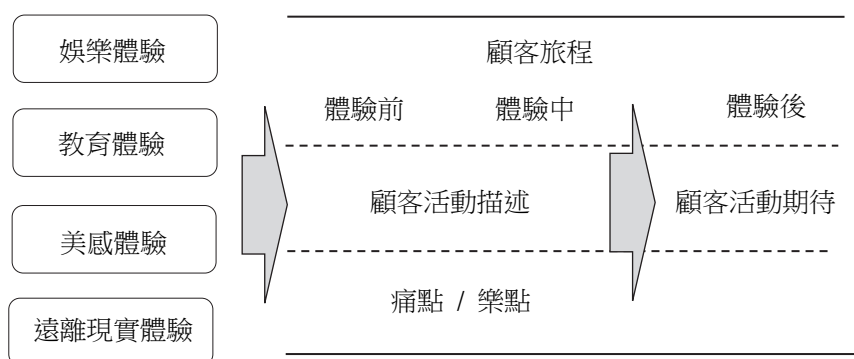 娛樂體驗
教育體驗
美感體驗
遠離現實體驗
顧客旅程
體驗前 體驗中 體驗後
顧客活動描述 顧客活動期待
痛點 / 樂點